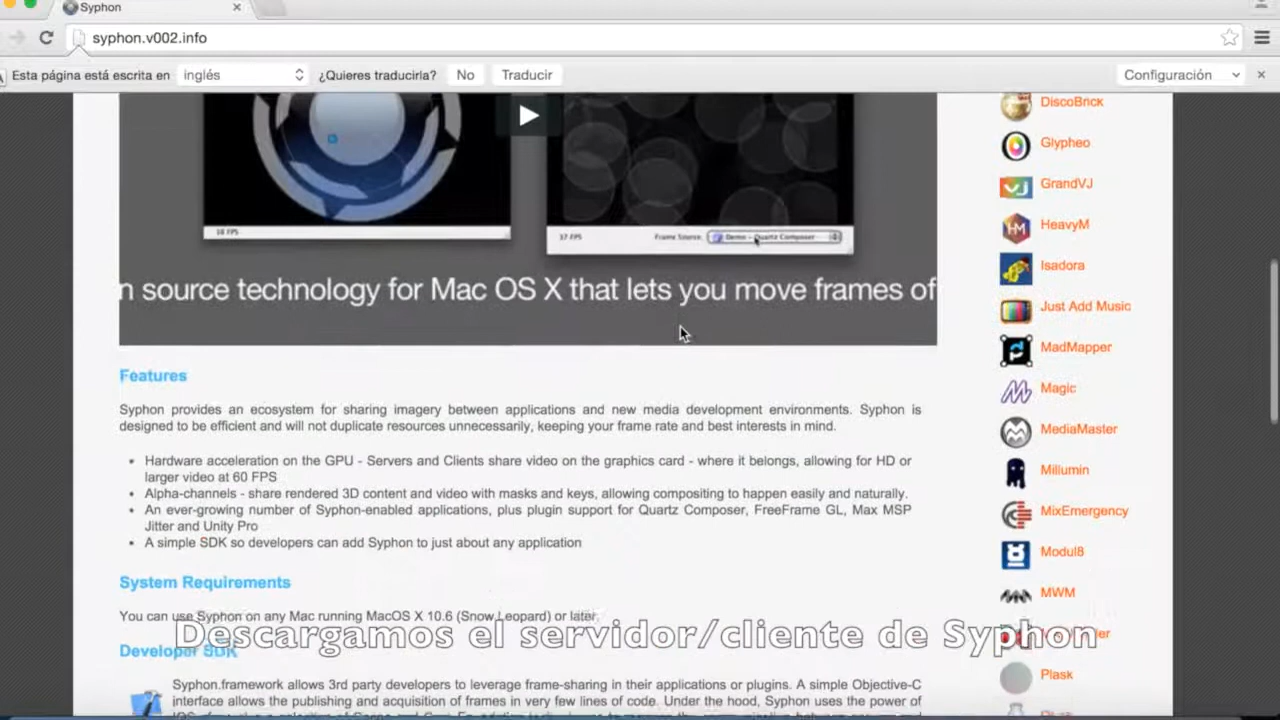 Syphon
syphon.v002.info
Esta página está escrita en inglés ¿Quieres traducirla? No Traducir Configuración
18 FPS
37 FPS Frame Source: Demo - Quartz Composer
n source technology for Mac OS X that lets you move frames of
Features
Syphon provides an ecosystem for sharing imagery between applications and new media development environments. Syphon is
designed to be efficient and will not duplicate resources unnecessarily, keeping your frame rate and best interests in mind.
• Hardware acceleration on the GPU - Servers and Clients share video on the graphics card - where it belongs, allowing for HD or
larger video at 60 FPS
• Alpha-channels - share rendered 3D content and video with masks and keys, allowing compositing to happen easily and naturally.
• An ever-growing number of Syphon-enabled applications, plus plugin support for Quartz Composer, FreeFrame GL, Max MSP
Jitter and Unity Pro
• A simple SDK so developers can add Syphon to just about any application
System Requirements
You can use Syphon on any Mac running MacOS X 10.6 (Snow Leopard) or later.
Descargamos el servidor/cliente de Syphon
Developer SDK
Syphon.framework allows 3rd party developers to leverage frame-sharing in their applications or plugins. A simple Objective-C
interface allows the publishing and acquisition of frames in very few lines of code. Under the hood, Syphon uses the power of
DiscoBrick
Glypheo
GrandVJ
HeavyM
Isadora
Just Add Music
MadMapper
Magic
MediaMaster
Millumin
MixEmergency
Modul8
MWM
Plask